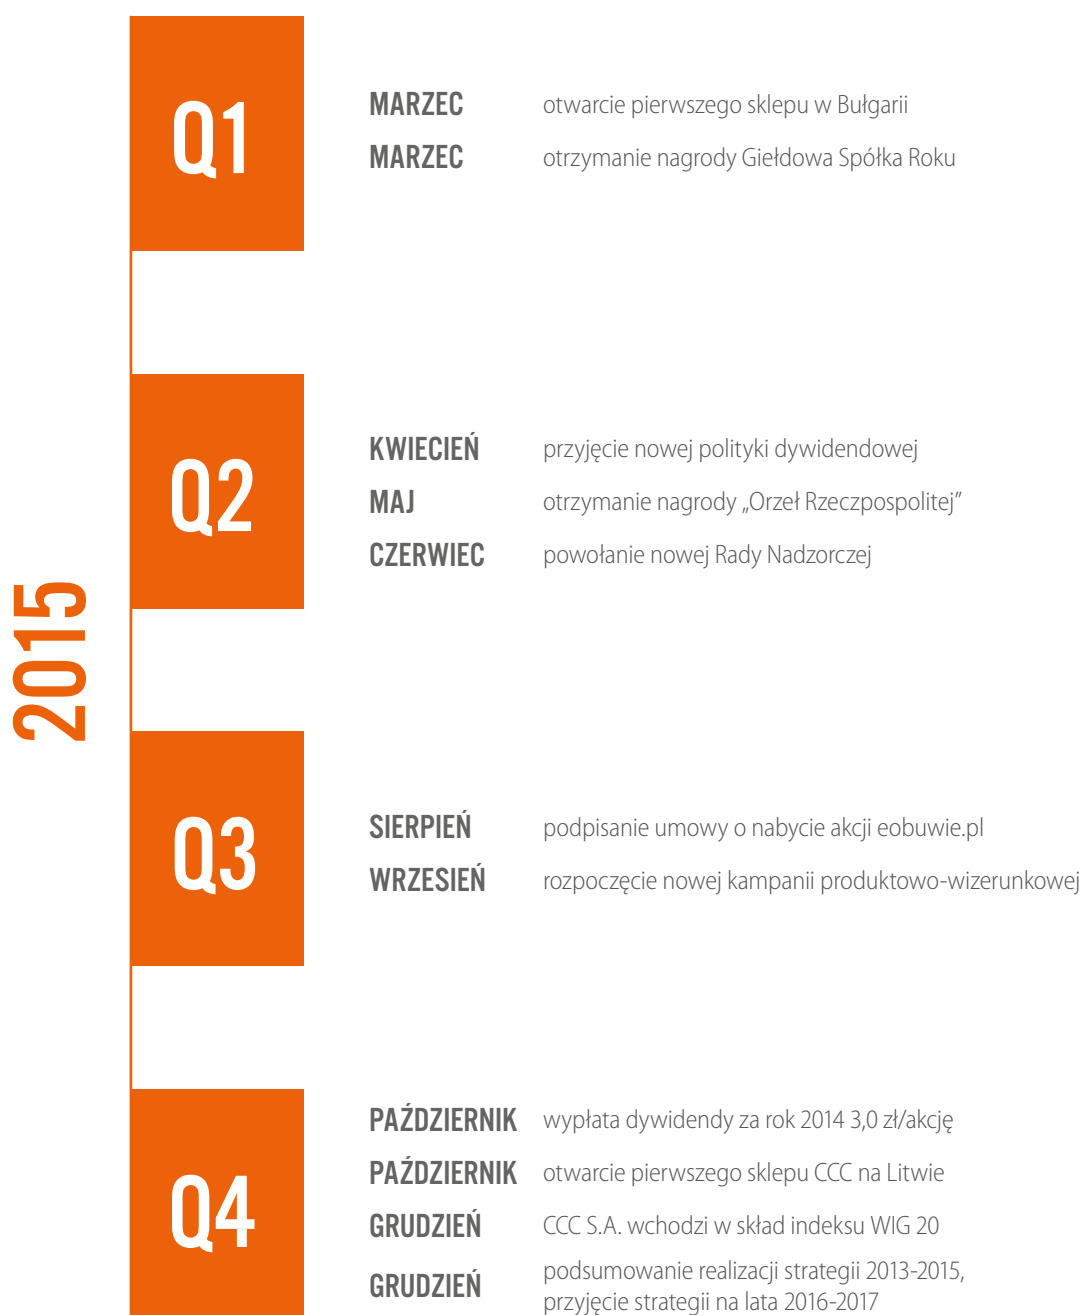 2015
Q1
MARZEC otwarcie pierwszego sklepu w Bułgarii
MARZEC otrzymanie nagrody Giełdowa Spółka Roku
Q2
KWIECIEŃ przyjęcie nowej polityki dywidendowej
MAJ otrzymanie nagrody „Orzeł Rzeczpospolitej”
CZERWIEC powołanie nowej Rady Nadzorczej
Q3
SIERPIEŃ podpisanie umowy o nabycie akcji eobuwie.pl
WRZESIEŃ rozpoczęcie nowej kampanii produktowo-wizerunkowej
Q4
PAŹDZIERNIK wypłata dywidendy za rok 2014 3,0 zł/akcję
PAŹDZIERNIK otwarcie pierwszego sklepu CCC na Litwie
GRUDZIEŃ CCC S.A. wchodzi w skład indeksu WIG 20
GRUDZIEŃ podsumowanie realizacji strategii 2013-2015,
przyjęcie strategii na lata 2016-2017